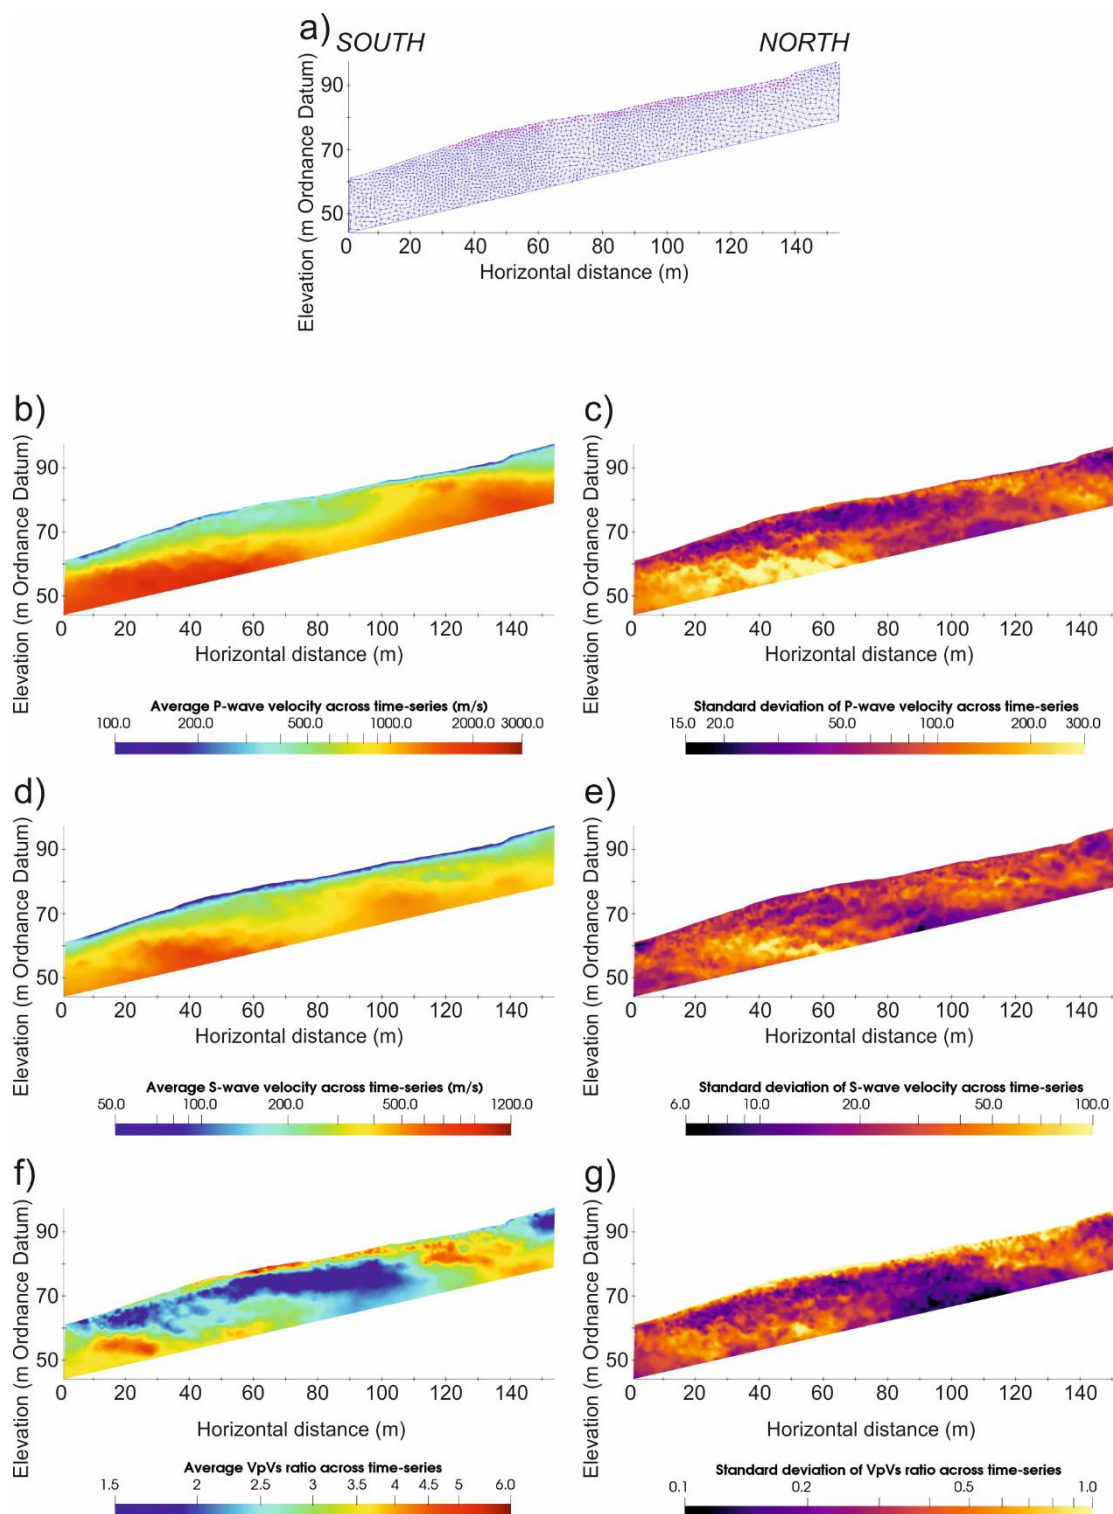 a) SOUTH NORTH
Elevation (m Ordnance Datum)
90
70
50
0 20 40 60 80 100 120 140
Horizontal distance (m)
b)
Elevation (m Ordnance Datum)
90
70
50
0 20 40 60 80 100 120 140
Horizontal distance (m)
Average P-wave velocity across time-series (m/s)
100.0 200.0 500.0 1000.0 2000.0 3000.0
c)
Elevation (m Ordnance Datum)
90
70
50
0 20 40 60 80 100 120 140
Horizontal distance (m)
Standard deviation of P-wave velocity across time-series
15.0 20.0 50.0 100.0 200.0 300.0
d)
Elevation (m Ordnance Datum)
90
70
50
0 20 40 60 80 100 120 140
Horizontal distance (m)
Average S-wave velocity across time-series (m/s)
50.0 100.0 200.0 500.0 1200.0
e)
Elevation (m Ordnance Datum)
90
70
50
0 20 40 60 80 100 120 140
Horizontal distance (m)
Standard deviation of S-wave velocity across time-series
6.0 10.0 20.0 50.0 100.0
f)
Elevation (m Ordnance Datum)
90
70
50
0 20 40 60 80 100 120 140
Horizontal distance (m)
Average VpVs ratio across time-series
1.5 2 2.5 3 3.5 4 4.5 5 6.0
g)
Elevation (m Ordnance Datum)
90
70
50
0 20 40 60 80 100 120 140
Horizontal distance (m)
Standard deviation of VpVs ratio across time-series
0.1 0.2 0.5 1.0